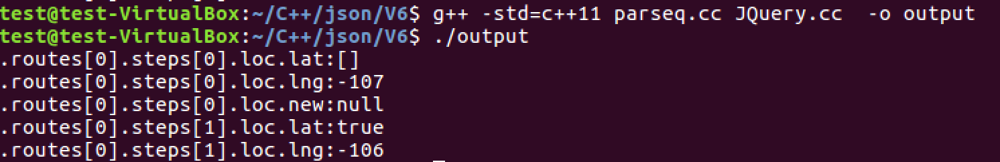 test@test-VirtualBox:~/C++/json/V6$ g++ -std=c++11 parseq.cc JQuery.cc  -o output
test@test-VirtualBox:~/C++/json/V6$ ./output
.routes[0].steps[0].loc.lat:[]
.routes[0].steps[0].loc.lng:-107
.routes[0].steps[0].loc.new:null
.routes[0].steps[1].loc.lat:true
.routes[0].steps[1].loc.lng:-106